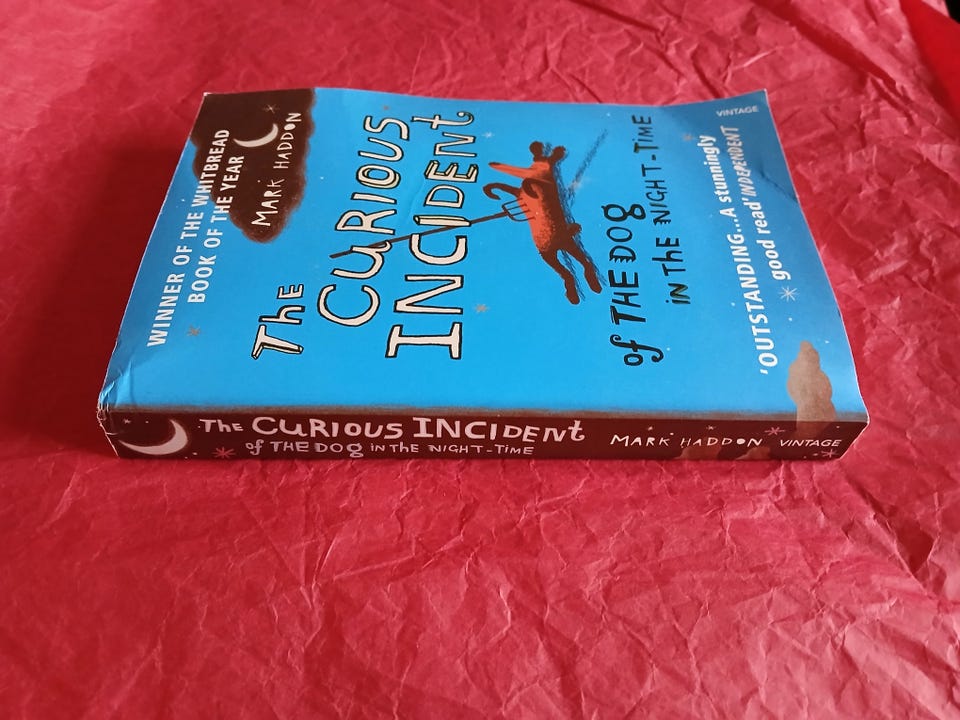 WINNER OF THE WHITBREAD
BOOK OF THE YEAR
MARK HADDON
The
CURIOUS
INCIDENT
of THE DOG
in The NIGHT-TIME
'OUTSTANDING...A stunningly
good read' INDEPENDENT
VINTAGE
The CURIOUS INCIDENT
of THE DOG in The NIGHT-TIME
MARK HADDON
VINTAGE